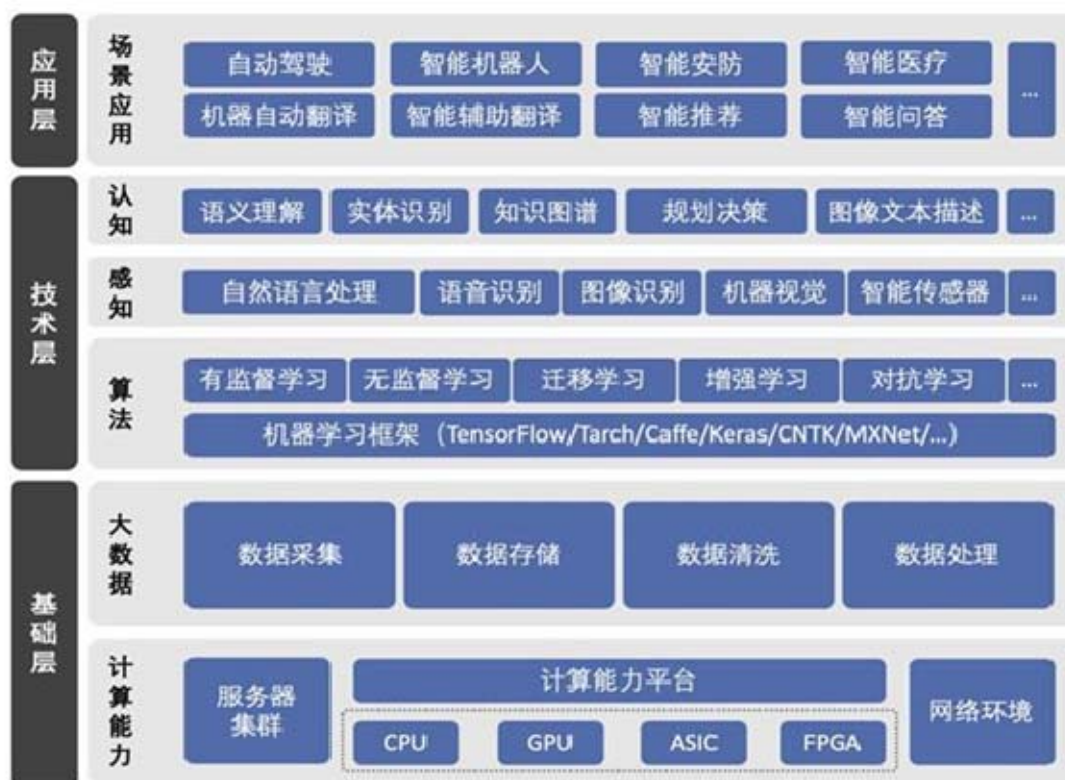 应用层
场景应用
自动驾驶
智能机器人
智能安防
智能医疗
...
机器自动翻译
智能辅助翻译
智能推荐
智能问答
技术层
认知
语义理解
实体识别
知识图谱
规划决策
图像文本描述
...
感知
自然语言处理
语音识别
图像识别
机器视觉
智能传感器
...
算法
有监督学习
无监督学习
迁移学习
增强学习
对抗学习
...
机器学习框架（TensorFlow/Tarch/Caffe/Keras/CNTK/MXNet/...）
基础层
大数据
数据采集
数据存储
数据清洗
数据处理
计算能力
服务器
集群
计算能力平台
CPU
GPU
ASIC
FPGA
网络环境